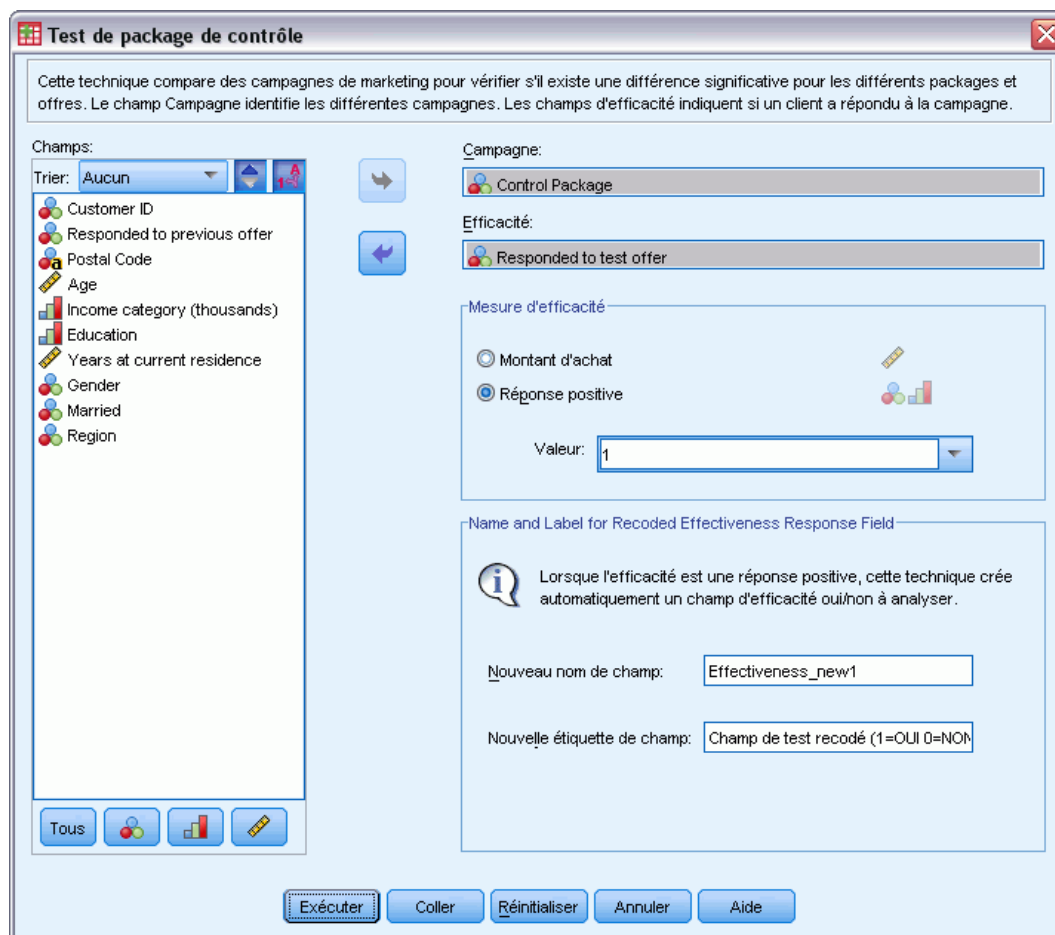 Test de package de contrôle
Cette technique compare des campagnes de marketing pour vérifier s'il existe une différence significative pour les différents packages et
offres. Le champ Campagne identifie les différentes campagnes. Les champs d'efficacité indiquent si un client a répondu à la campagne.
Champs:
Trier: Aucun
Customer ID
Responded to previous offer
Postal Code
Age
Income category (thousands)
Education
Years at current residence
Gender
Married
Region
Tous
Campagne:
Control Package
Efficacité:
Responded to test offer
Mesure d'efficacité
Montant d'achat
Réponse positive
Valeur: 1
Name and Label for Recoded Effectiveness Response Field
Lorsque l'efficacité est une réponse positive, cette technique crée
automatiquement un champ d'efficacité oui/non à analyser.
Nouveau nom de champ: Effectiveness_new1
Nouvelle étiquette de champ: Champ de test recodé (1=OUI 0=NON
Exécuter Coller Réinitialiser Annuler Aide